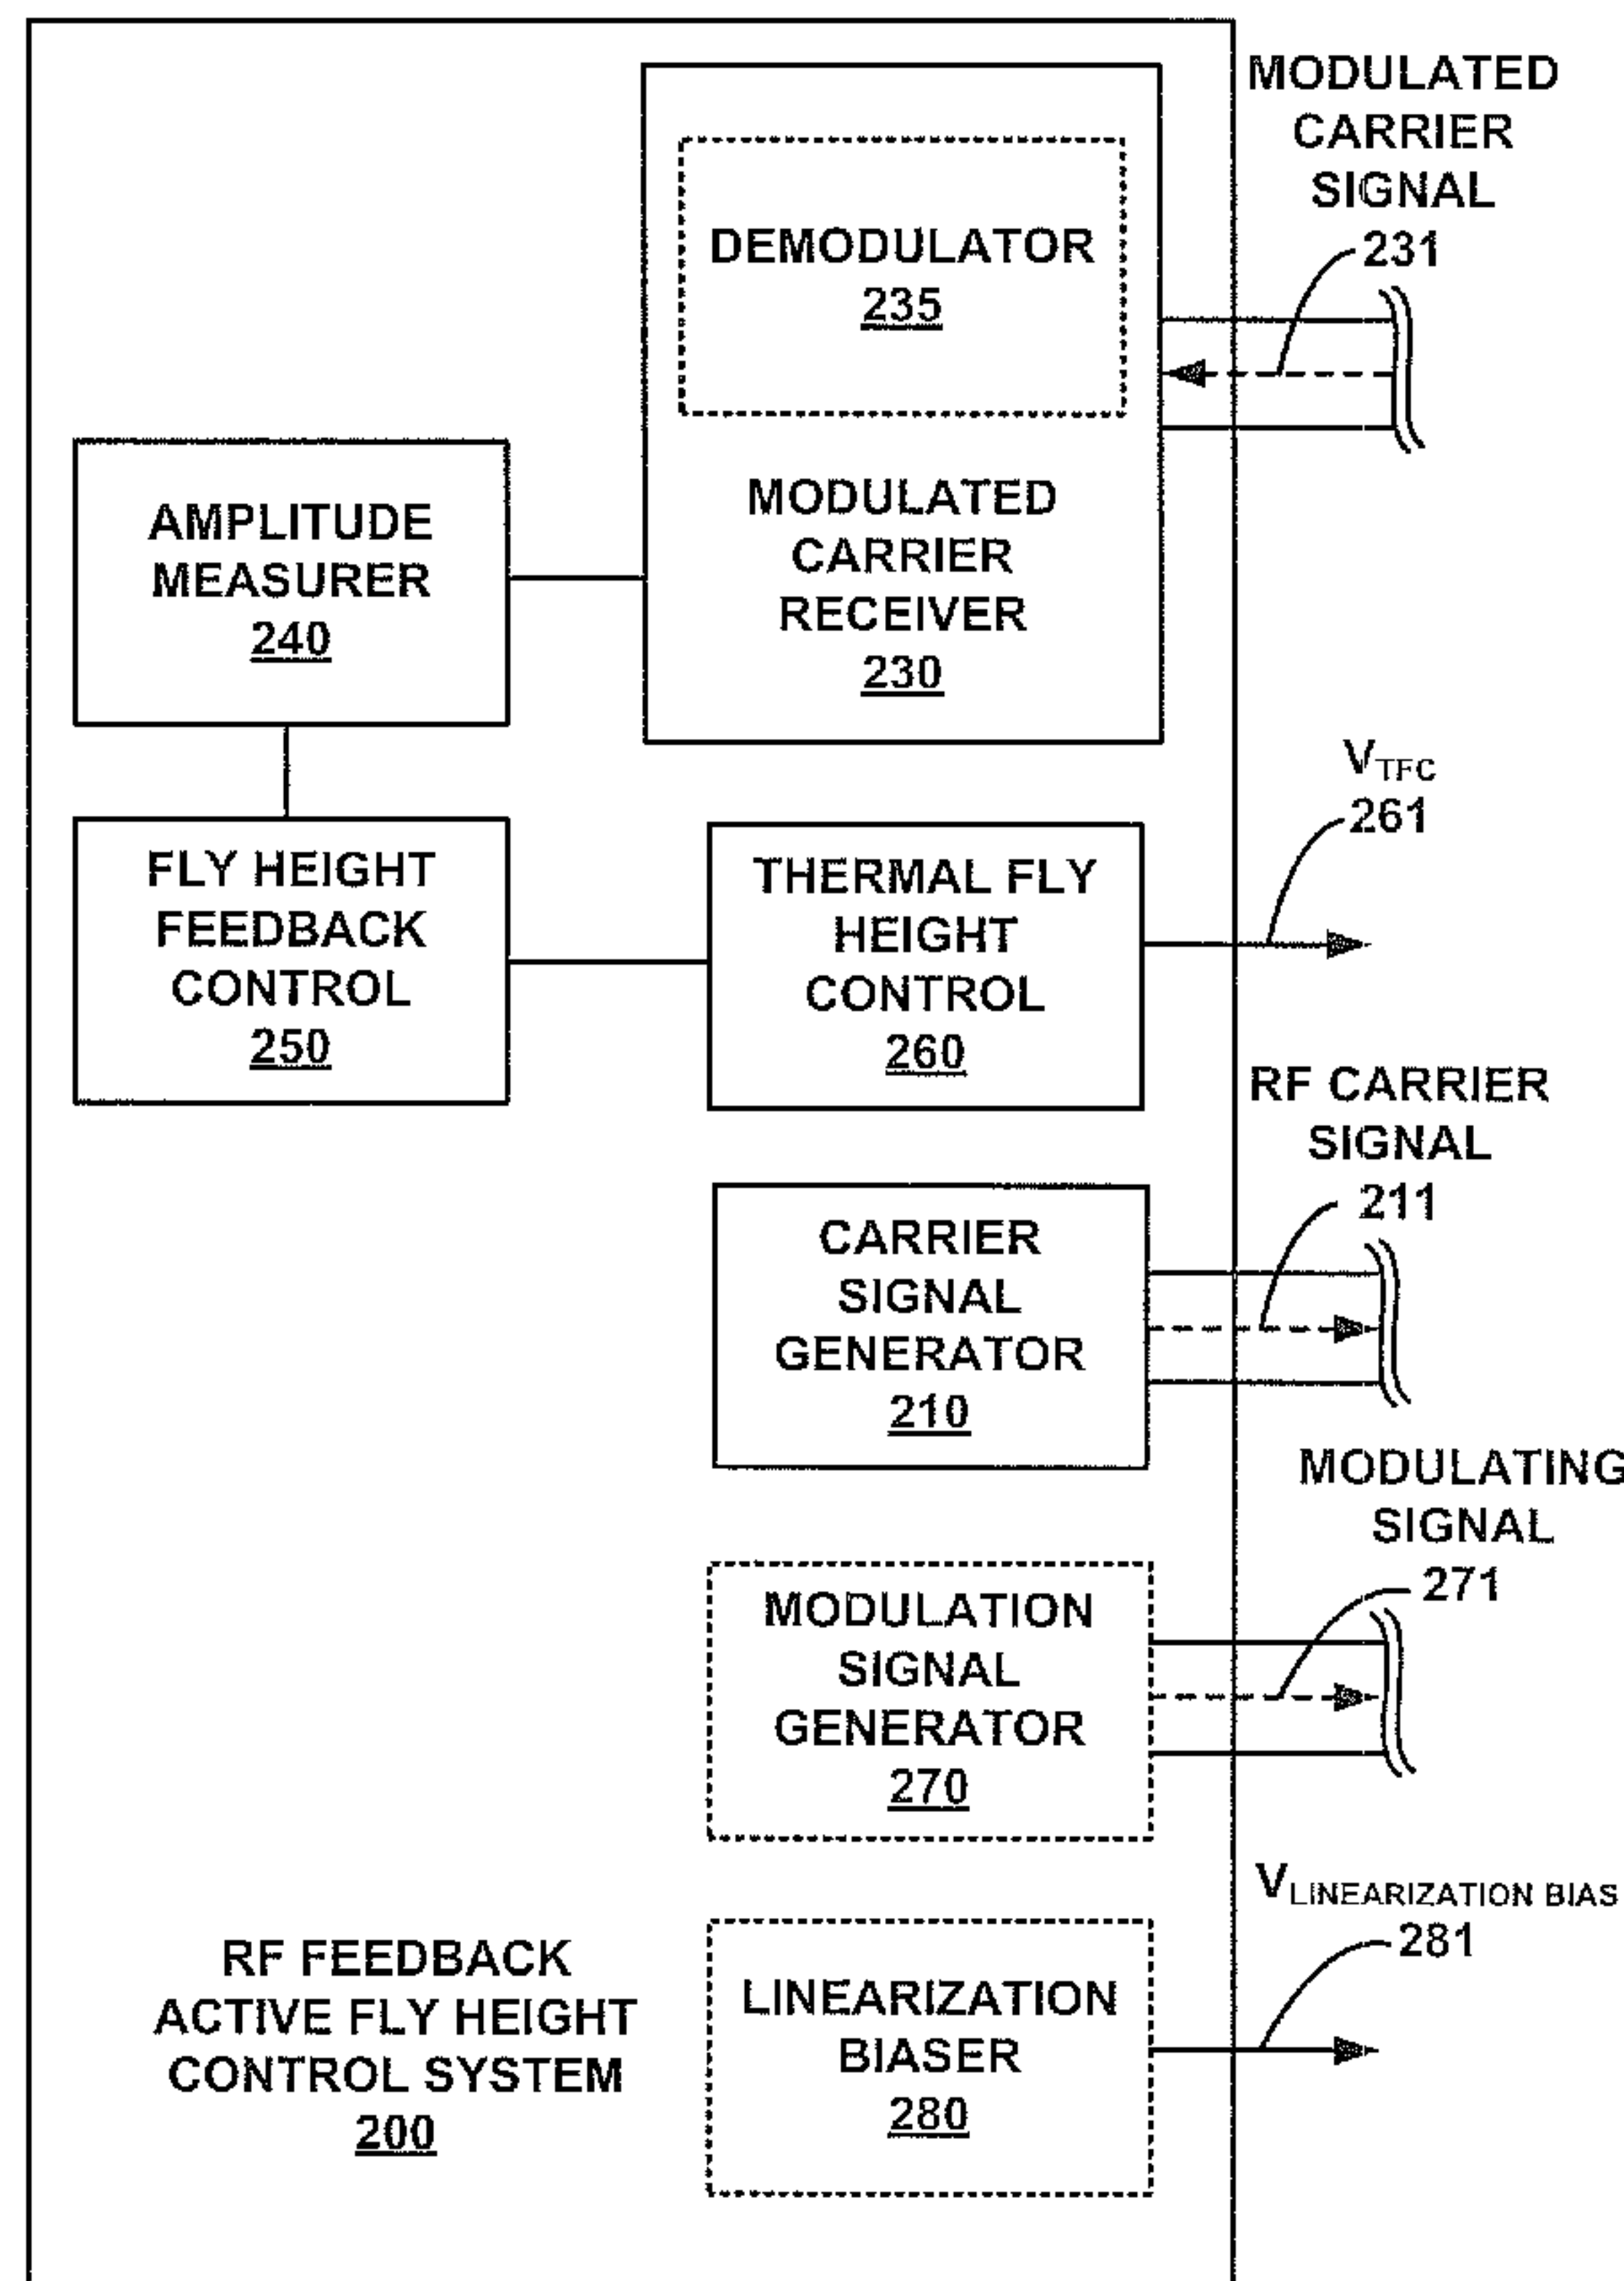 MODULATED
CARRIER
SIGNAL
231
DEMODULATOR
235
MODULATED
CARRIER
RECEIVER
230
AMPLITUDE
MEASURER
240
VTFC
261
FLY HEIGHT
FEEDBACK
CONTROL
250
THERMAL FLY
HEIGHT
CONTROL
260
RF CARRIER
SIGNAL
211
CARRIER
SIGNAL
GENERATOR
210
MODULATING
SIGNAL
271
MODULATION
SIGNAL
GENERATOR
270
VLINEARIZATION BIAS
281
LINEARIZATION
BIASER
280
RF FEEDBACK
ACTIVE FLY HEIGHT
CONTROL SYSTEM
200